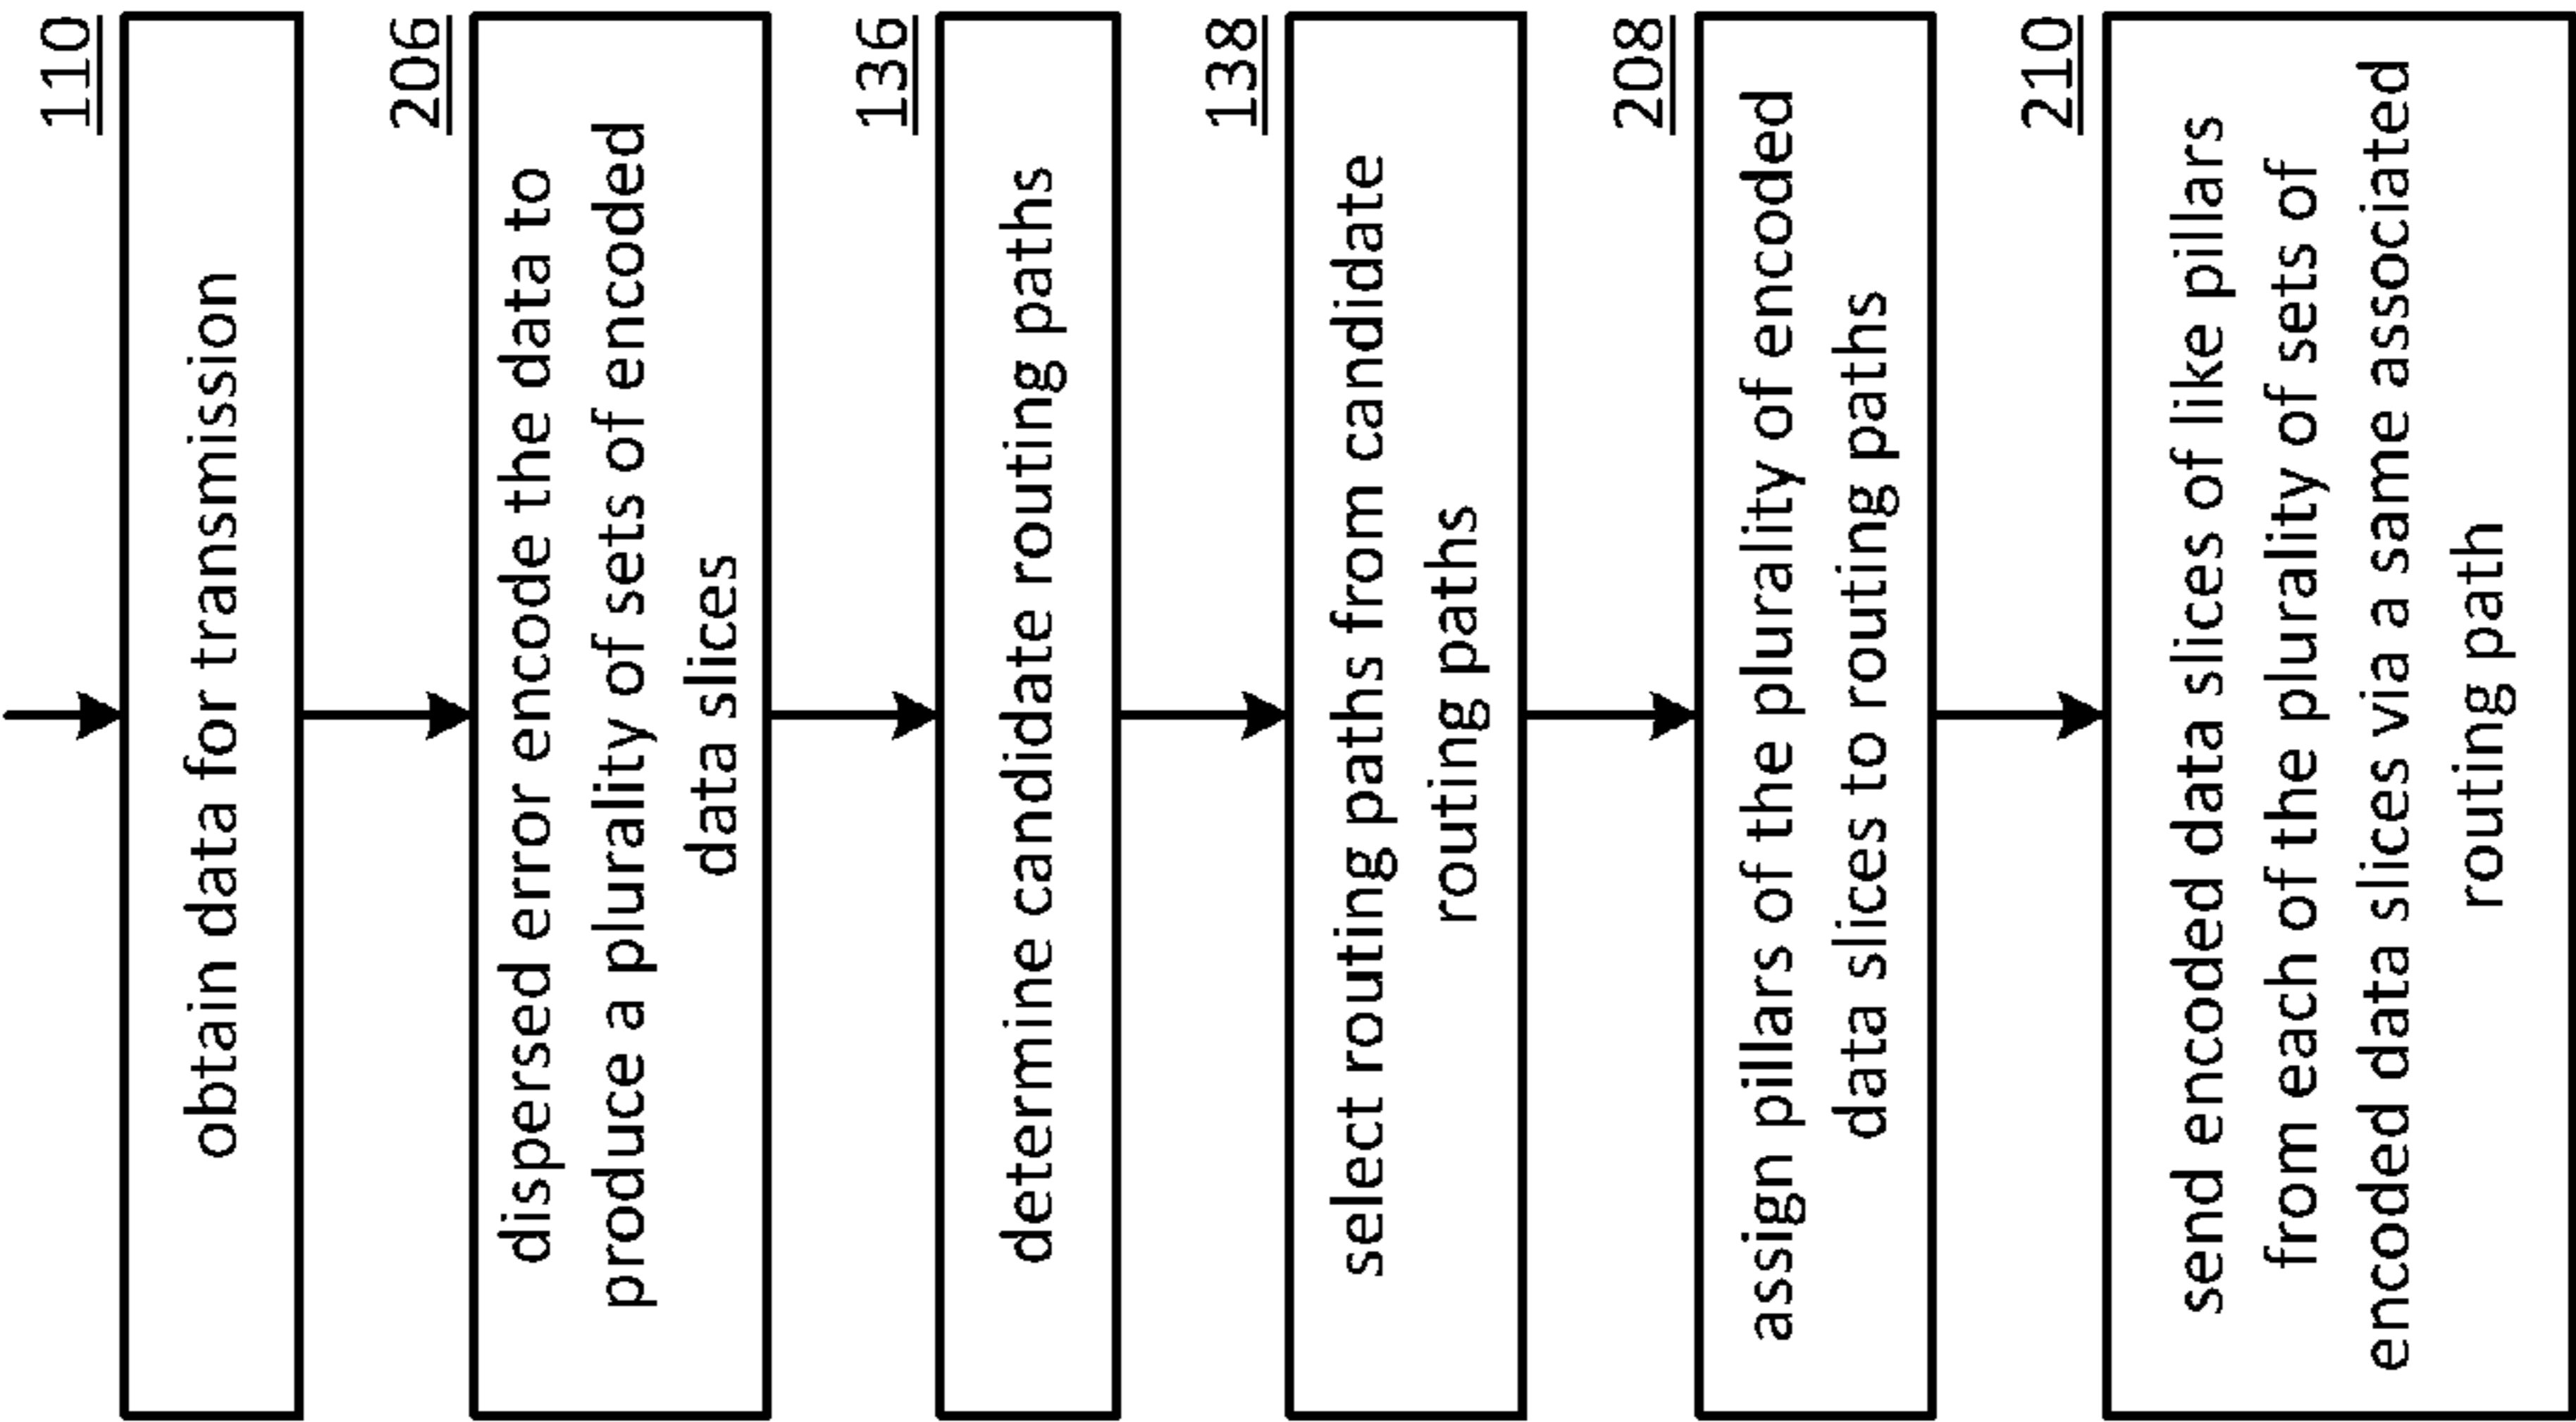 110
obtain data for transmission
206
dispersed error encode the data to
produce a plurality of sets of encoded
data slices
136
determine candidate routing paths
138
select routing paths from candidate
routing paths
208
assign pillars of the plurality of encoded
data slices to routing paths
210
send encoded data slices of like pillars
from each of the plurality of sets of
encoded data slices via a same associated
routing path